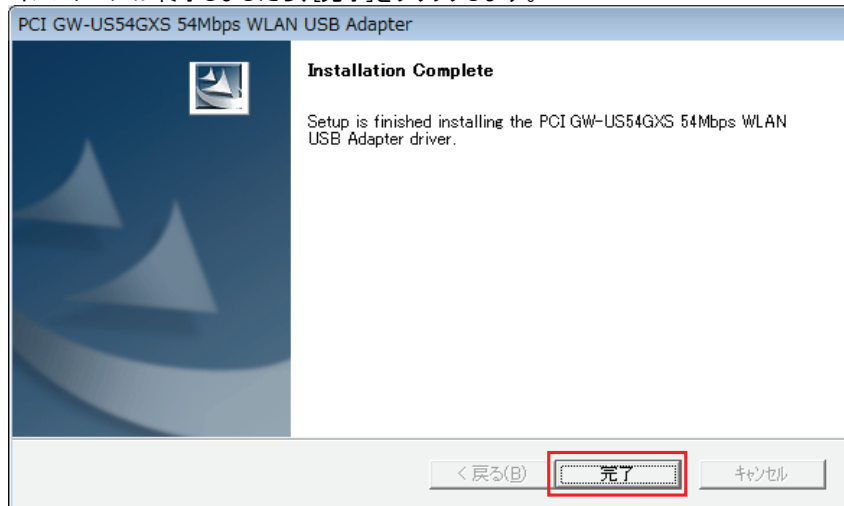 PCI GW-US54GXS 54Mbps WLAN USB Adapter
Installation Complete
Setup is finished installing the PCI GW-US54GXS 54Mbps WLAN
USB Adapter driver.
< 戻る(B) 完了 キャンセル